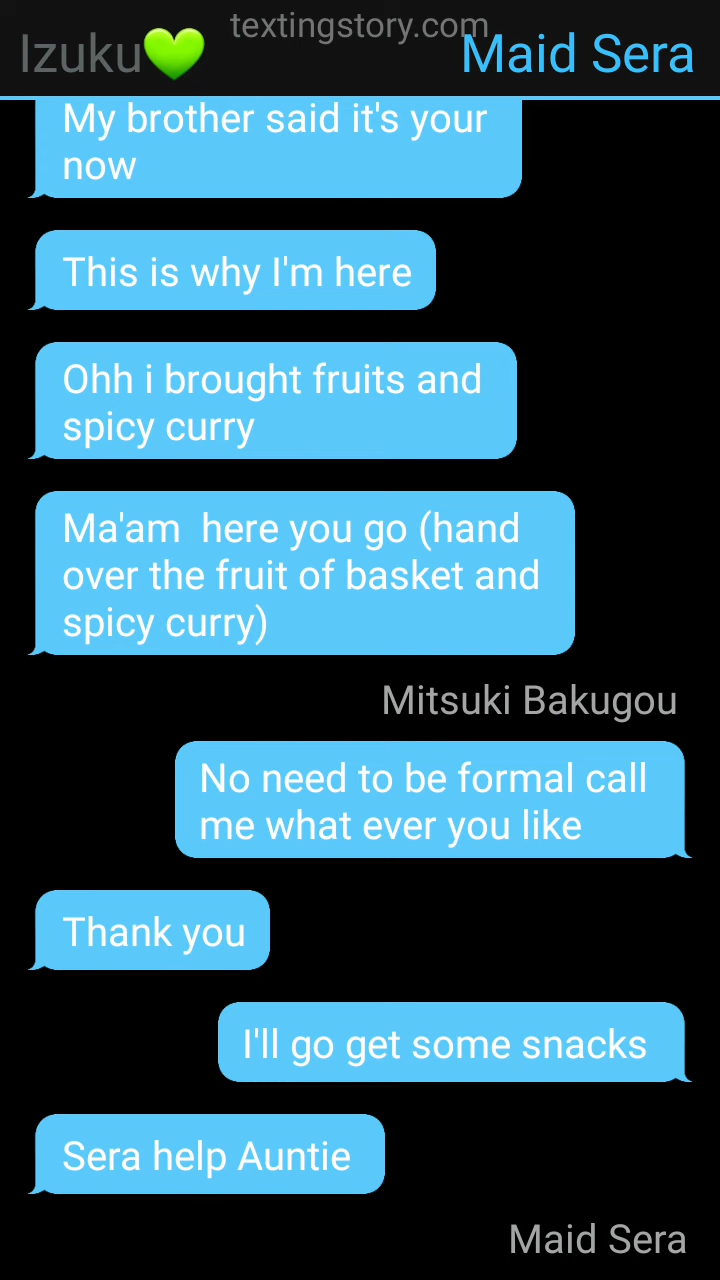 textingstory.com
Izuku💚
Maid Sera
My brother said it's your
now
This is why I'm here
Ohh i brought fruits and
spicy curry
Ma'am  here you go (hand
over the fruit of basket and
spicy curry)
Mitsuki Bakugou
No need to be formal call
me what ever you like
Thank you
I'll go get some snacks
Sera help Auntie
Maid Sera